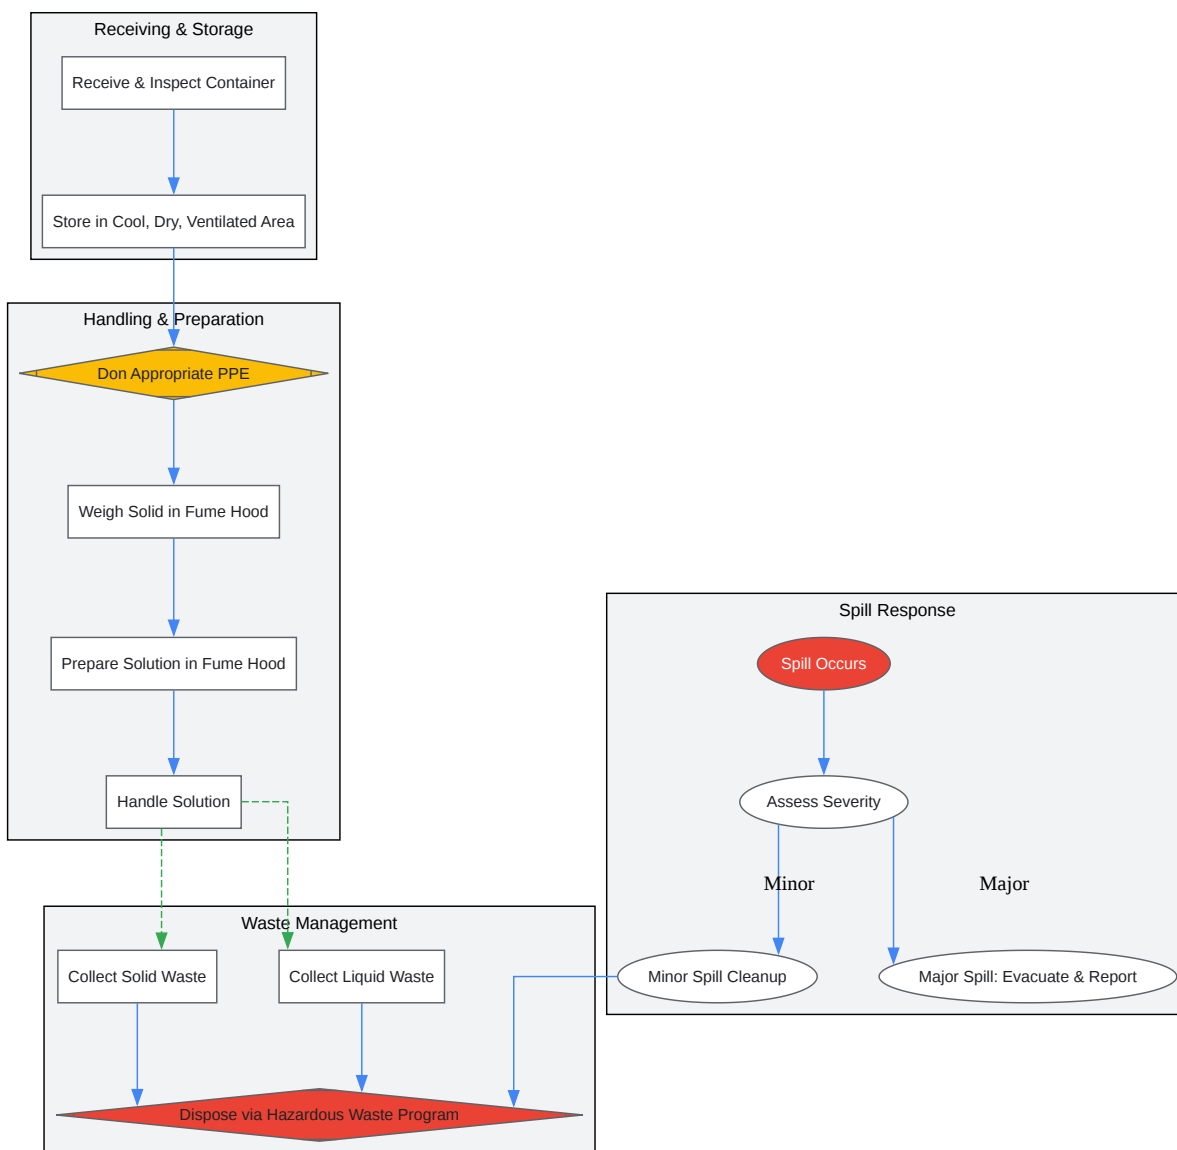 Receiving & Storage
Receive & Inspect Container
Store in Cool, Dry, Ventilated Area
Handling & Preparation
Don Appropriate PPE
Weigh Solid in Fume Hood
Prepare Solution in Fume Hood
Handle Solution
Spill Response
Spill Occurs
Assess Severity
Minor
Major
Minor Spill Cleanup
Major Spill: Evacuate & Report
Waste Management
Collect Solid Waste
Collect Liquid Waste
Dispose via Hazardous Waste Program